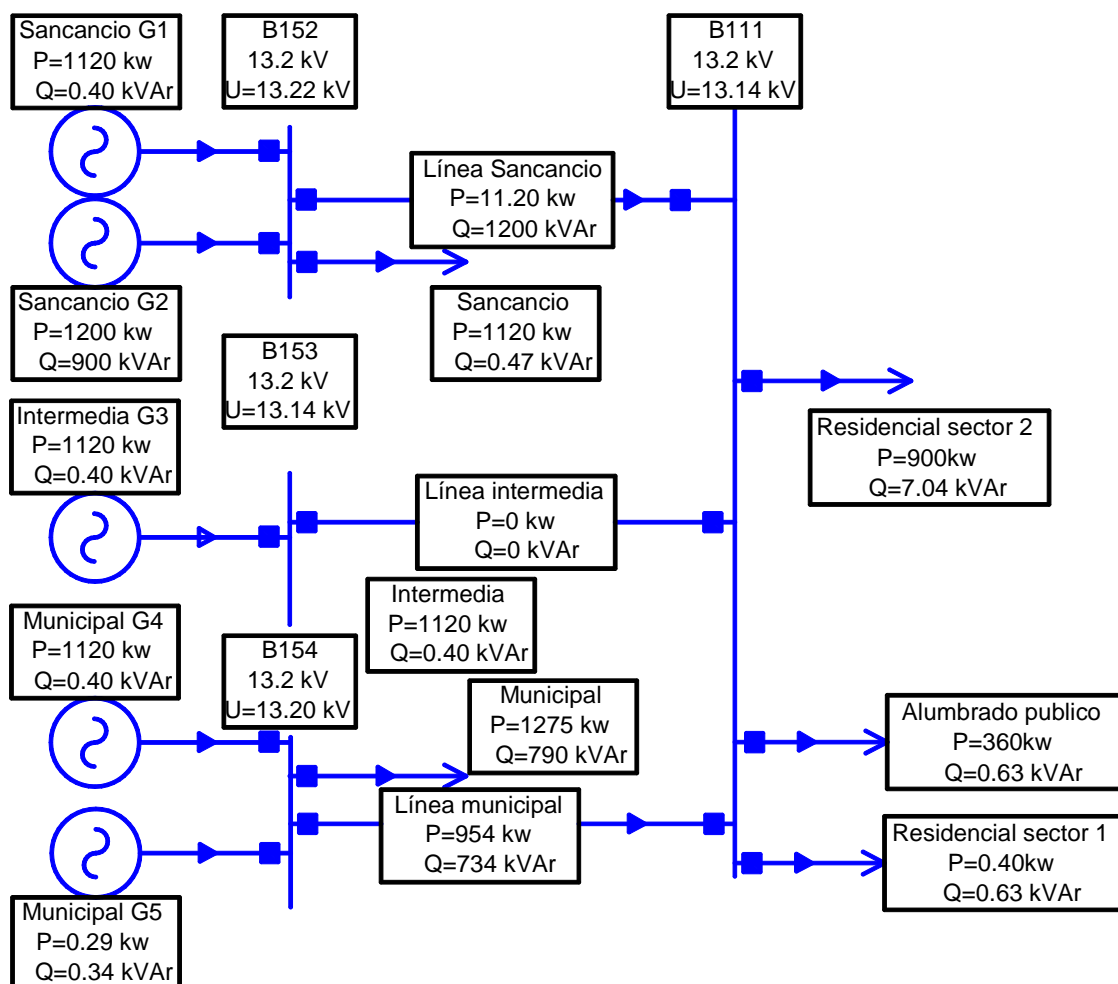 Sancancio G1
P=1120 kw
Q=0.40 kVAr
B152
13.2 kV
U=13.22 kV
B111
13.2 kV
U=13.14 kV
Línea Sancancio
P=11.20 kw
Q=1200 kVAr
Sancancio G2
P=1200 kw
Q=900 kVAr
Sancancio
P=1120 kw
Q=0.47 kVAr
B153
13.2 kV
U=13.14 kV
Intermedia G3
P=1120 kw
Q=0.40 kVAr
Residencial sector 2
P=900kw
Q=7.04 kVAr
Línea intermedia
P=0 kw
Q=0 kVAr
Intermedia
P=1120 kw
Q=0.40 kVAr
Municipal G4
P=1120 kw
Q=0.40 kVAr
B154
13.2 kV
U=13.20 kV
Municipal
P=1275 kw
Q=790 kVAr
Alumbrado publico
P=360kw
Q=0.63 kVAr
Línea municipal
P=954 kw
Q=734 kVAr
Residencial sector 1
P=0.40kw
Q=0.63 kVAr
Municipal G5
P=0.29 kw
Q=0.34 kVAr